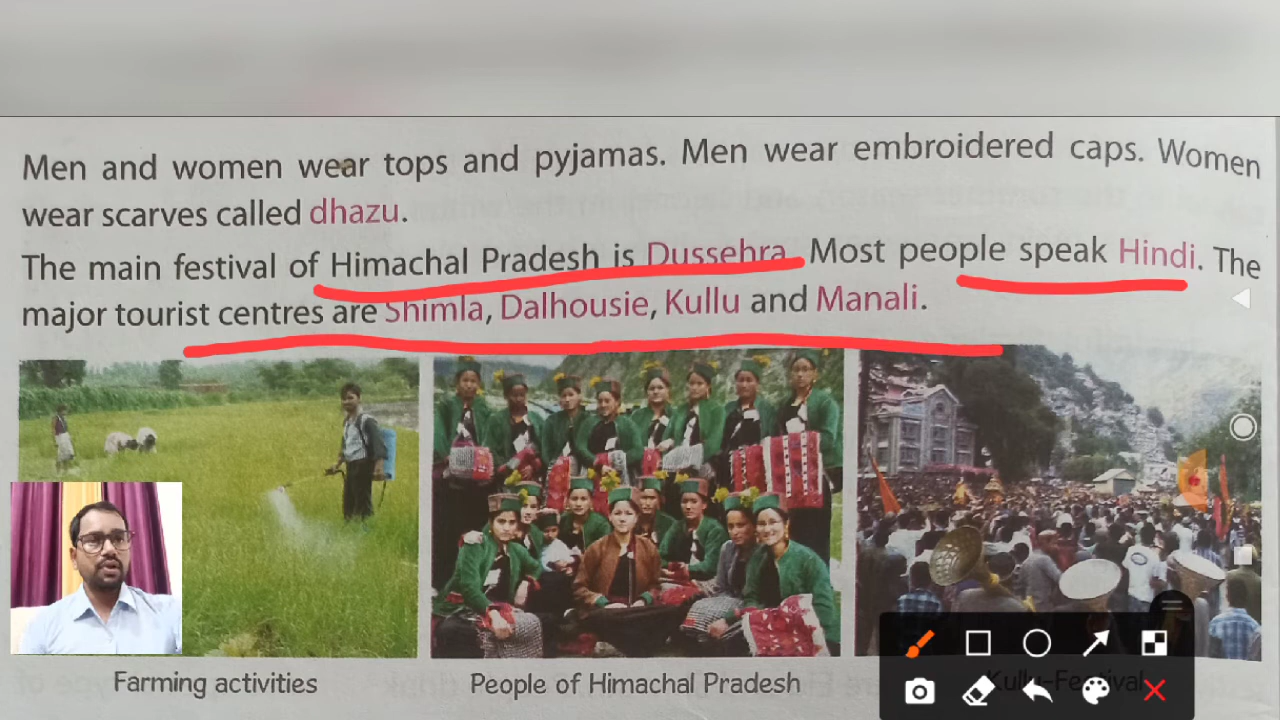 Men and women wear tops and pyjamas. Men wear embroidered caps. Women
wear scarves called dhazu.
The main festival of Himachal Pradesh is Dussehra. Most people speak Hindi. The
major tourist centres are Shimla, Dalhousie, Kullu and Manali.
Farming activities
People of Himachal Pradesh
Kullu-Festival